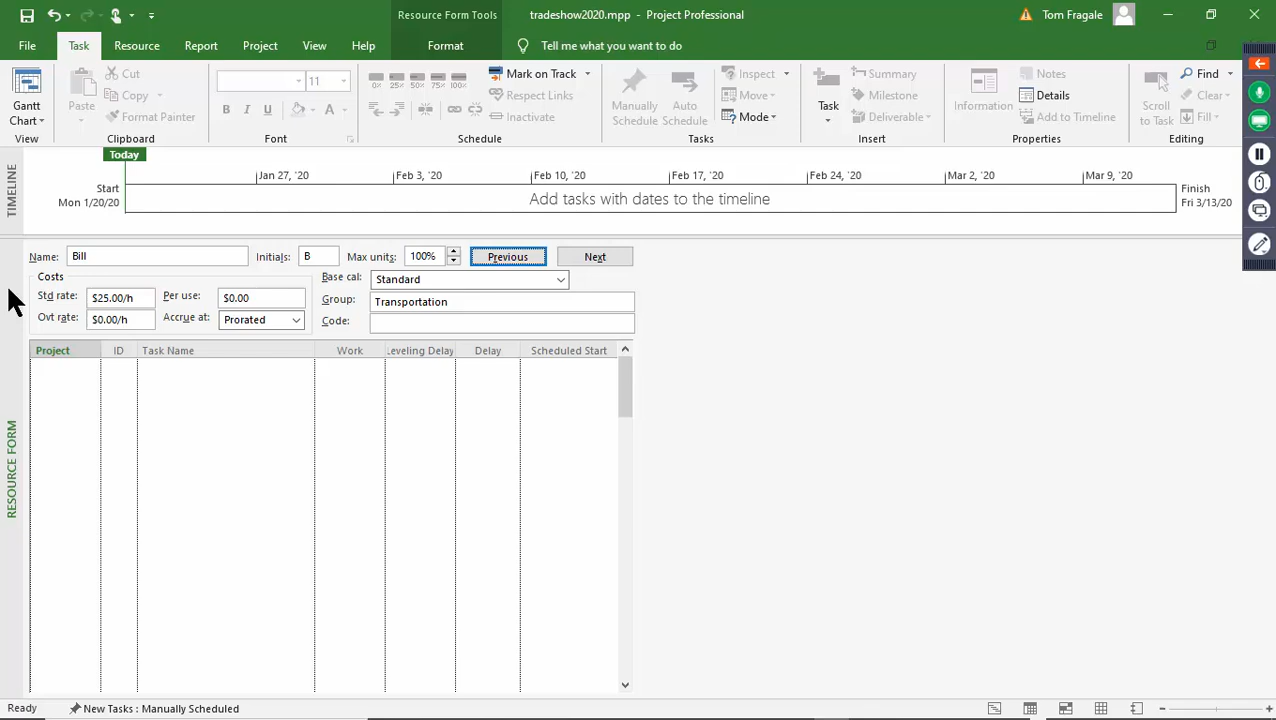 Resource Form Tools
tradeshow2020.mpp - Project Professional
Tom Fragale
File
Task
Resource
Report
Project
View
Help
Format
Tell me what you want to do
Gantt
Chart
View
Paste
Cut
Copy
Format Painter
Clipboard
11
B I U A
Font
0% 25% 50% 75% 100%
Mark on Track
Respect Links
Inactivate
Schedule
Manually
Schedule
Auto
Schedule
Inspect
Move
Mode
Tasks
Task
Summary
Milestone
Deliverable
Insert
Information
Notes
Details
Add to Timeline
Properties
Scroll
to Task
Find
Clear
Fill
Editing
TIMELINE
Today
Jan 27, '20
Feb 3, '20
Feb 10, '20
Feb 17, '20
Feb 24, '20
Mar 2, '20
Mar 9, '20
Start
Mon 1/20/20
Add tasks with dates to the timeline
Finish
Fri 3/13/20
RESOURCE FORM
Name: Bill
Initials: B
Max units: 100%
Previous
Next
Costs
Std rate: $25.00/h
Per use: $0.00
Ovt rate: $0.00/h
Accrue at: Prorated
Base cal: Standard
Group: Transportation
Code:
Project
ID
Task Name
Work
Leveling Delay
Delay
Scheduled Start
Ready
New Tasks : Manually Scheduled